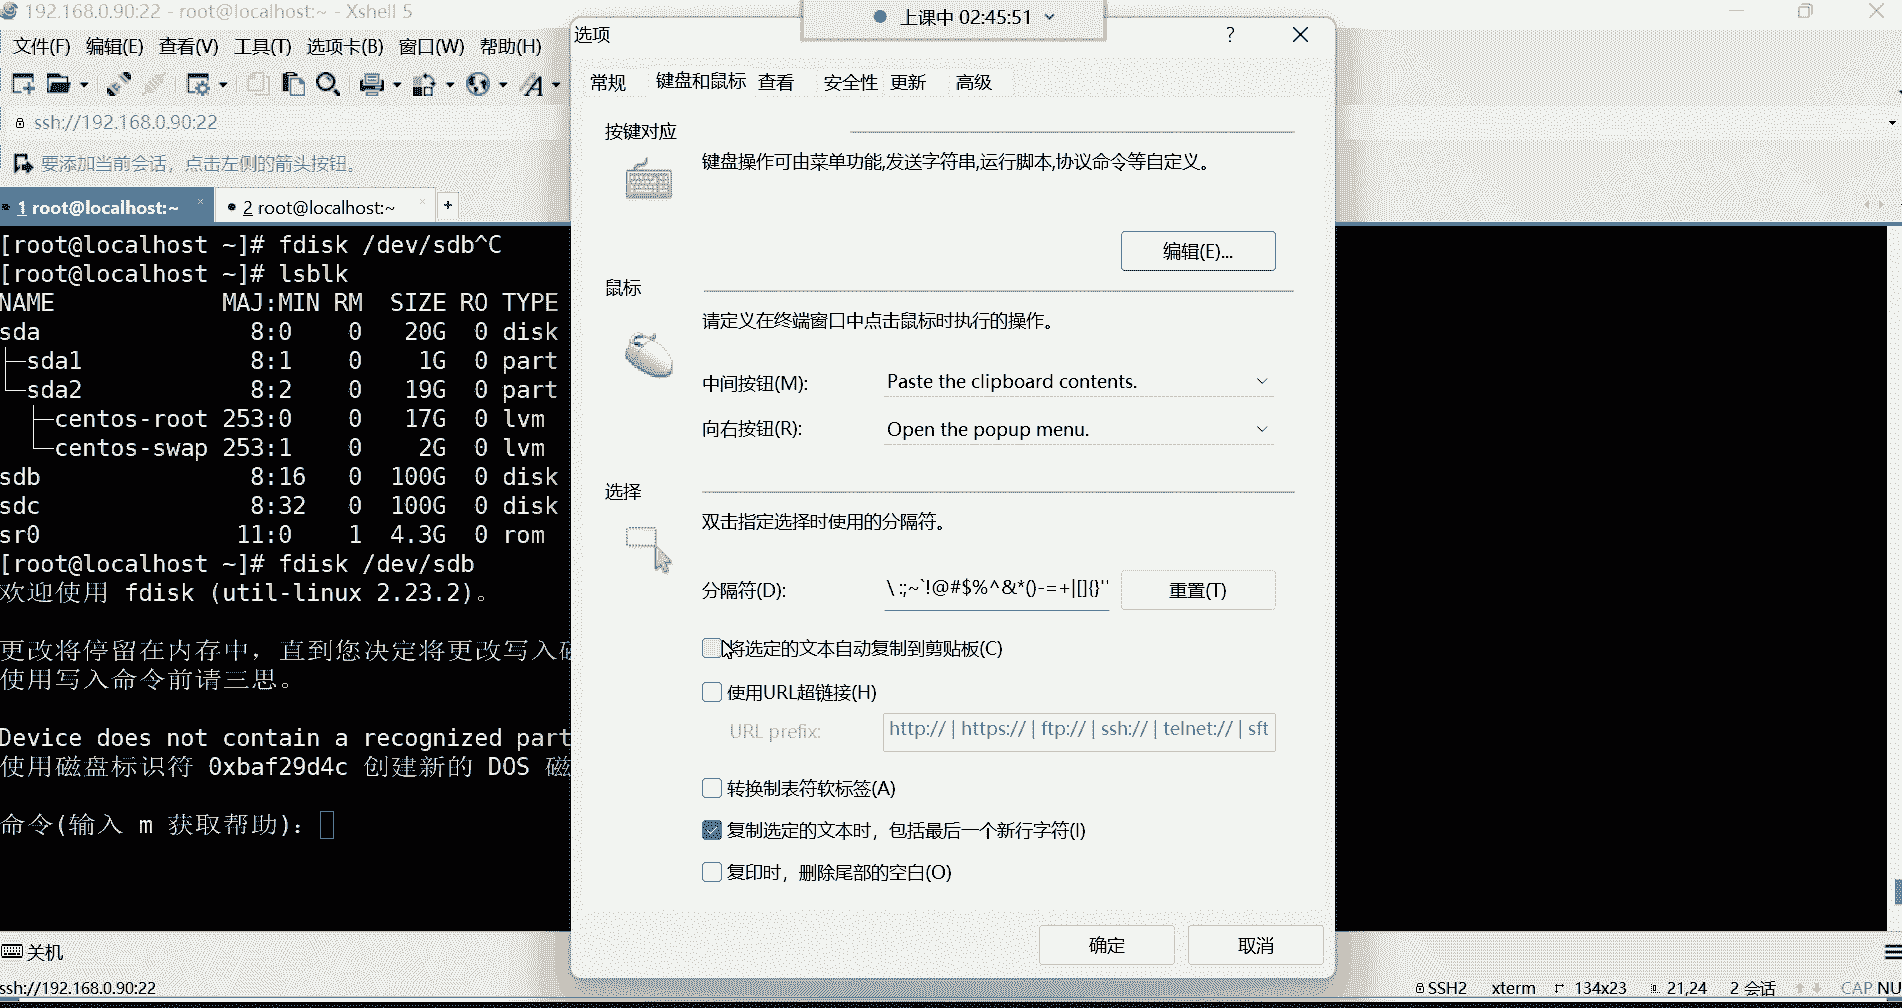 192.168.0.90:22 - root@localhost:~ - Xshell 5
上课中 02:45:51
文件(F) 编辑(E) 查看(V) 工具(T) 选项卡(B) 窗口(W) 帮助(H)
ssh://192.168.0.90:22
要添加当前会话，点击左侧的箭头按钮。
1 root@localhost:~ × 2 root@localhost:~ × +
[root@localhost ~]# fdisk /dev/sdb^C
[root@localhost ~]# lsblk
NAME MAJ:MIN RM SIZE RO TYPE
sda 8:0 0 20G 0 disk
├─sda1 8:1 0 1G 0 part
└─sda2 8:2 0 19G 0 part
├─centos-root 253:0 0 17G 0 lvm
└─centos-swap 253:1 0 2G 0 lvm
sdb 8:16 0 100G 0 disk
sdc 8:32 0 100G 0 disk
sr0 11:0 1 4.3G 0 rom
[root@localhost ~]# fdisk /dev/sdb
欢迎使用 fdisk (util-linux 2.23.2)。
更改将停留在内存中，直到您决定将更改写入
使用写入命令前请三思。
Device does not contain a recognized part
使用磁盘标识符 0xbaf29d4c 创建新的 DOS 磁
命令(输入 m 获取帮助)：
选项
?
常规 键盘和鼠标 查看 安全性 更新 高级
按键对应
键盘操作可由菜单功能,发送字符串,运行脚本,协议命令等自定义。
编辑(E)...
鼠标
请定义在终端窗口中点击鼠标时执行的操作。
中间按钮(M): Paste the clipboard contents.
向右按钮(R): Open the popup menu.
选择
双击指定选择时使用的分隔符。
分隔符(D): \ :;~`!@#$%^&*()-=+|[]{}'' 重置(T)
将选定的文本自动复制到剪贴板(C)
使用URL超链接(H)
URL prefix: http:// | https:// | ftp:// | ssh:// | telnet:// | sft
转换制表符软标签(A)
复制选定的文本时，包括最后一个新行字符(I)
复印时，删除尾部的空白(O)
确定 取消
关机
ssh://192.168.0.90:22
SSH2 xterm 134x23 21,24 2 会话 CAP NU